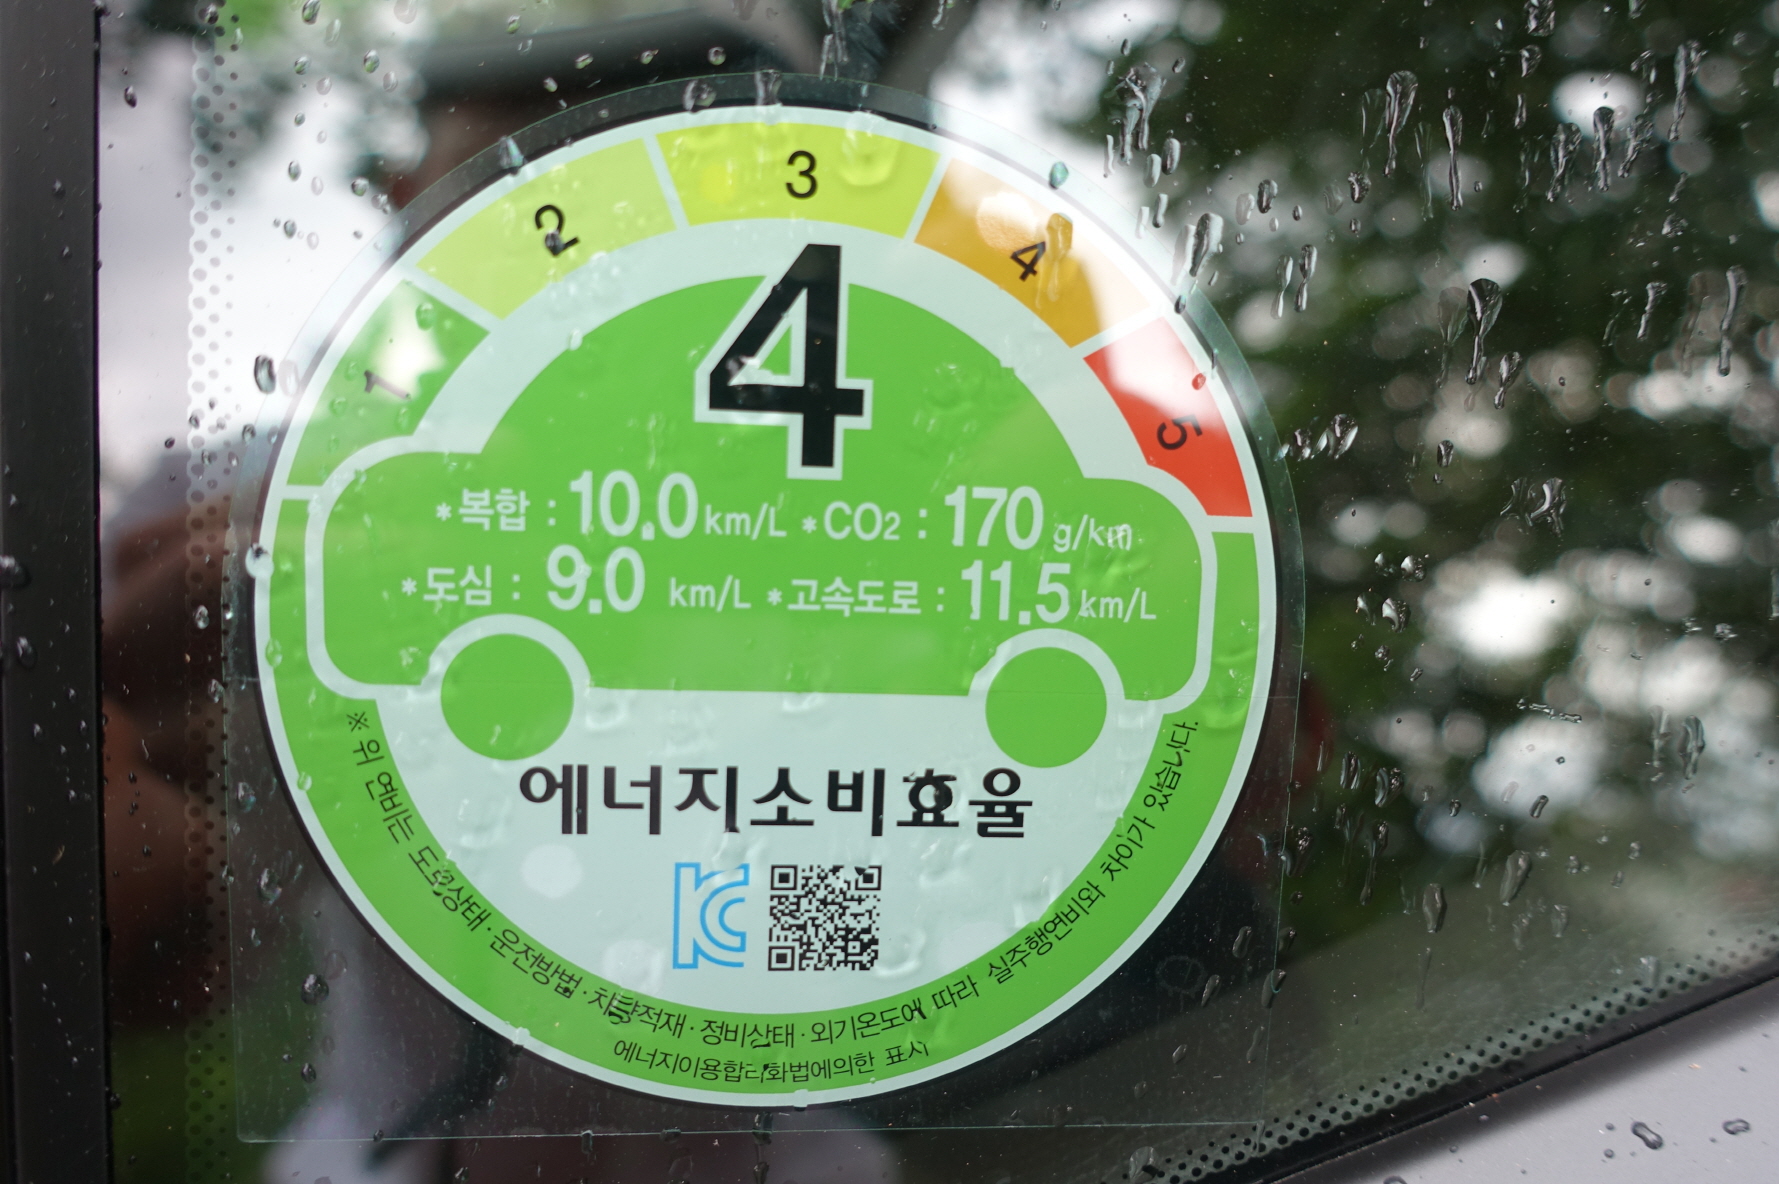 1
2
3
4
5
4
*복합 : 10.0 km/L *CO2 : 170 g/km
*도심 : 9.0 km/L *고속도로 : 11.5 km/L
에너지소비효율
KC
※ 위 연비는 도로상태·운전방법·차량적재·정비상태·외기온도에 따라 실주행연비와 차이가 있습니다.
에너지이용합리화법에의한 표시